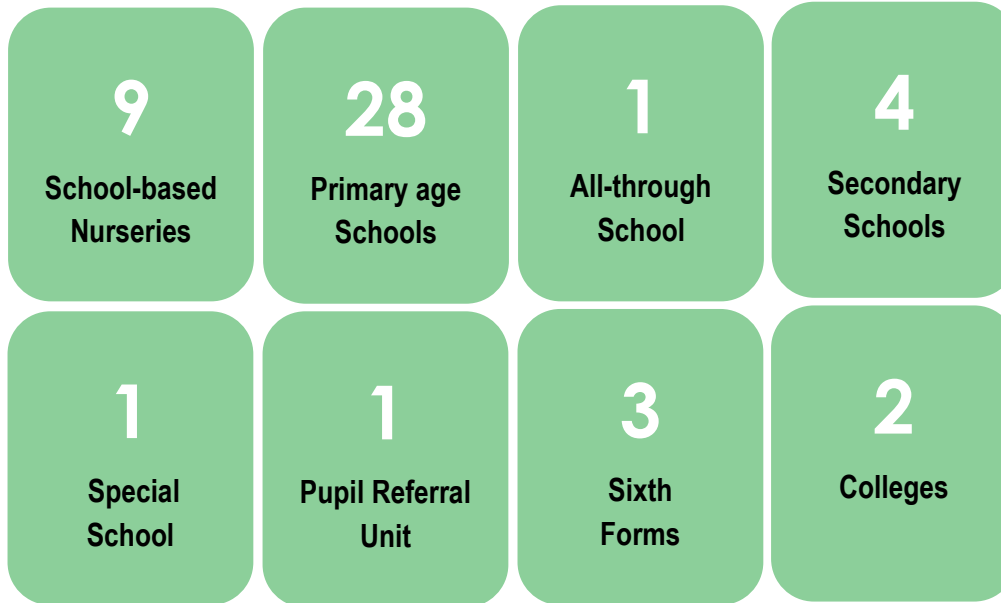 9
School-based
Nurseries
28
Primary age
Schools
1
All-through
School
4
Secondary
Schools
1
Special
School
1
Pupil Referral
Unit
3
Sixth
Forms
2
Colleges